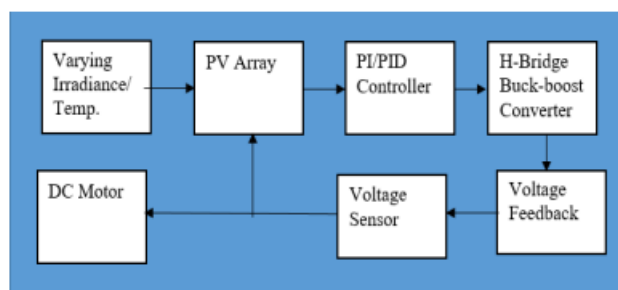 Varying
Irradiance/
Temp.
PV Array
PI/PID
Controller
H-Bridge
Buck-boost
Converter
DC Motor
Voltage
Sensor
Voltage
Feedback